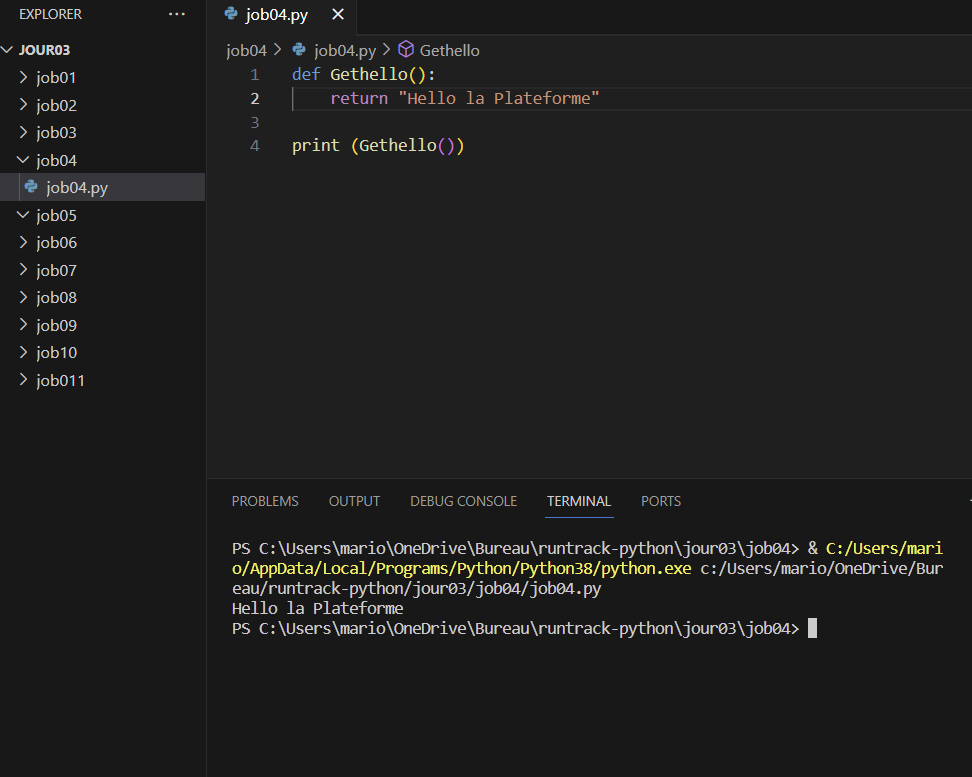 EXPLORER ...
job04.py
JOUR03
job01
job02
job03
job04
job04.py
job05
job06
job07
job08
job09
job10
job011
job04 > job04.py > Gethello
1 def Gethello():
2     return "Hello la Plateforme"
3
4 print (Gethello())
PROBLEMS OUTPUT DEBUG CONSOLE TERMINAL PORTS
PS C:\Users\mario\OneDrive\Bureau\runtrack-python\jour03\job04> & C:/Users/mari
o/AppData/Local/Programs/Python/Python38/python.exe c:/Users/mario/OneDrive/Bur
eau/runtrack-python/jour03/job04/job04.py
Hello la Plateforme
PS C:\Users\mario\OneDrive\Bureau\runtrack-python\jour03\job04>